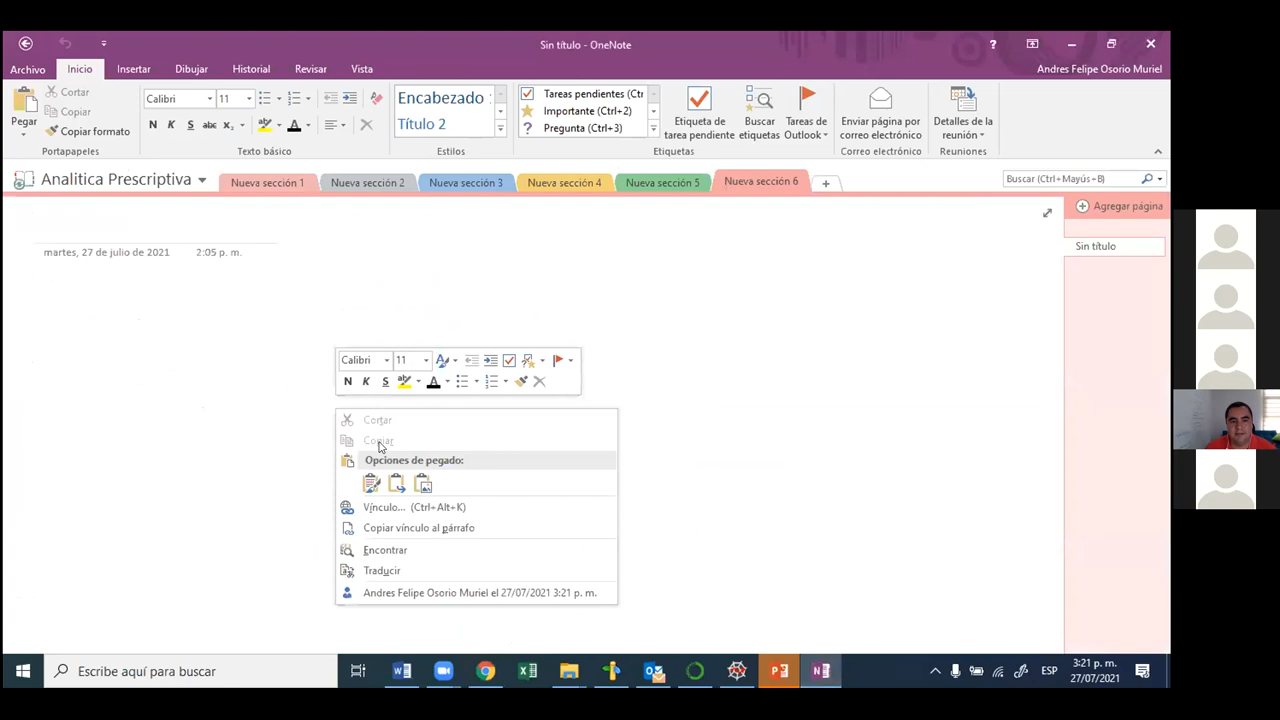 Sin título - OneNote
Andres Felipe Osorio Muriel
Archivo Inicio Insertar Dibujar Historial Revisar Vista
Pegar
Cortar
Copiar
Copiar formato
Portapapeles
Calibri 11
N K S abc x₂
Texto básico
Encabezado
Título 2
Estilos
Tareas pendientes (Ctr
Importante (Ctrl+2)
Pregunta (Ctrl+3)
Etiqueta de
tarea pendiente
Buscar
etiquetas
Tareas de
Outlook
Etiquetas
Enviar página por
correo electrónico
Correo electrónico
Detalles de la
reunión
Reuniones
Analitica Prescriptiva
Nueva sección 1 Nueva sección 2 Nueva sección 3 Nueva sección 4 Nueva sección 5 Nueva sección 6
Buscar (Ctrl+Mayús+B)
Agregar página
Sin título
martes, 27 de julio de 2021 2:05 p. m.
Calibri 11
N K S
Cortar
Copiar
Opciones de pegado:
Vínculo... (Ctrl+Alt+K)
Copiar vínculo al párrafo
Encontrar
Traducir
Andres Felipe Osorio Muriel el 27/07/2021 3:21 p. m.
Escribe aquí para buscar
ESP
3:21 p. m.
27/07/2021